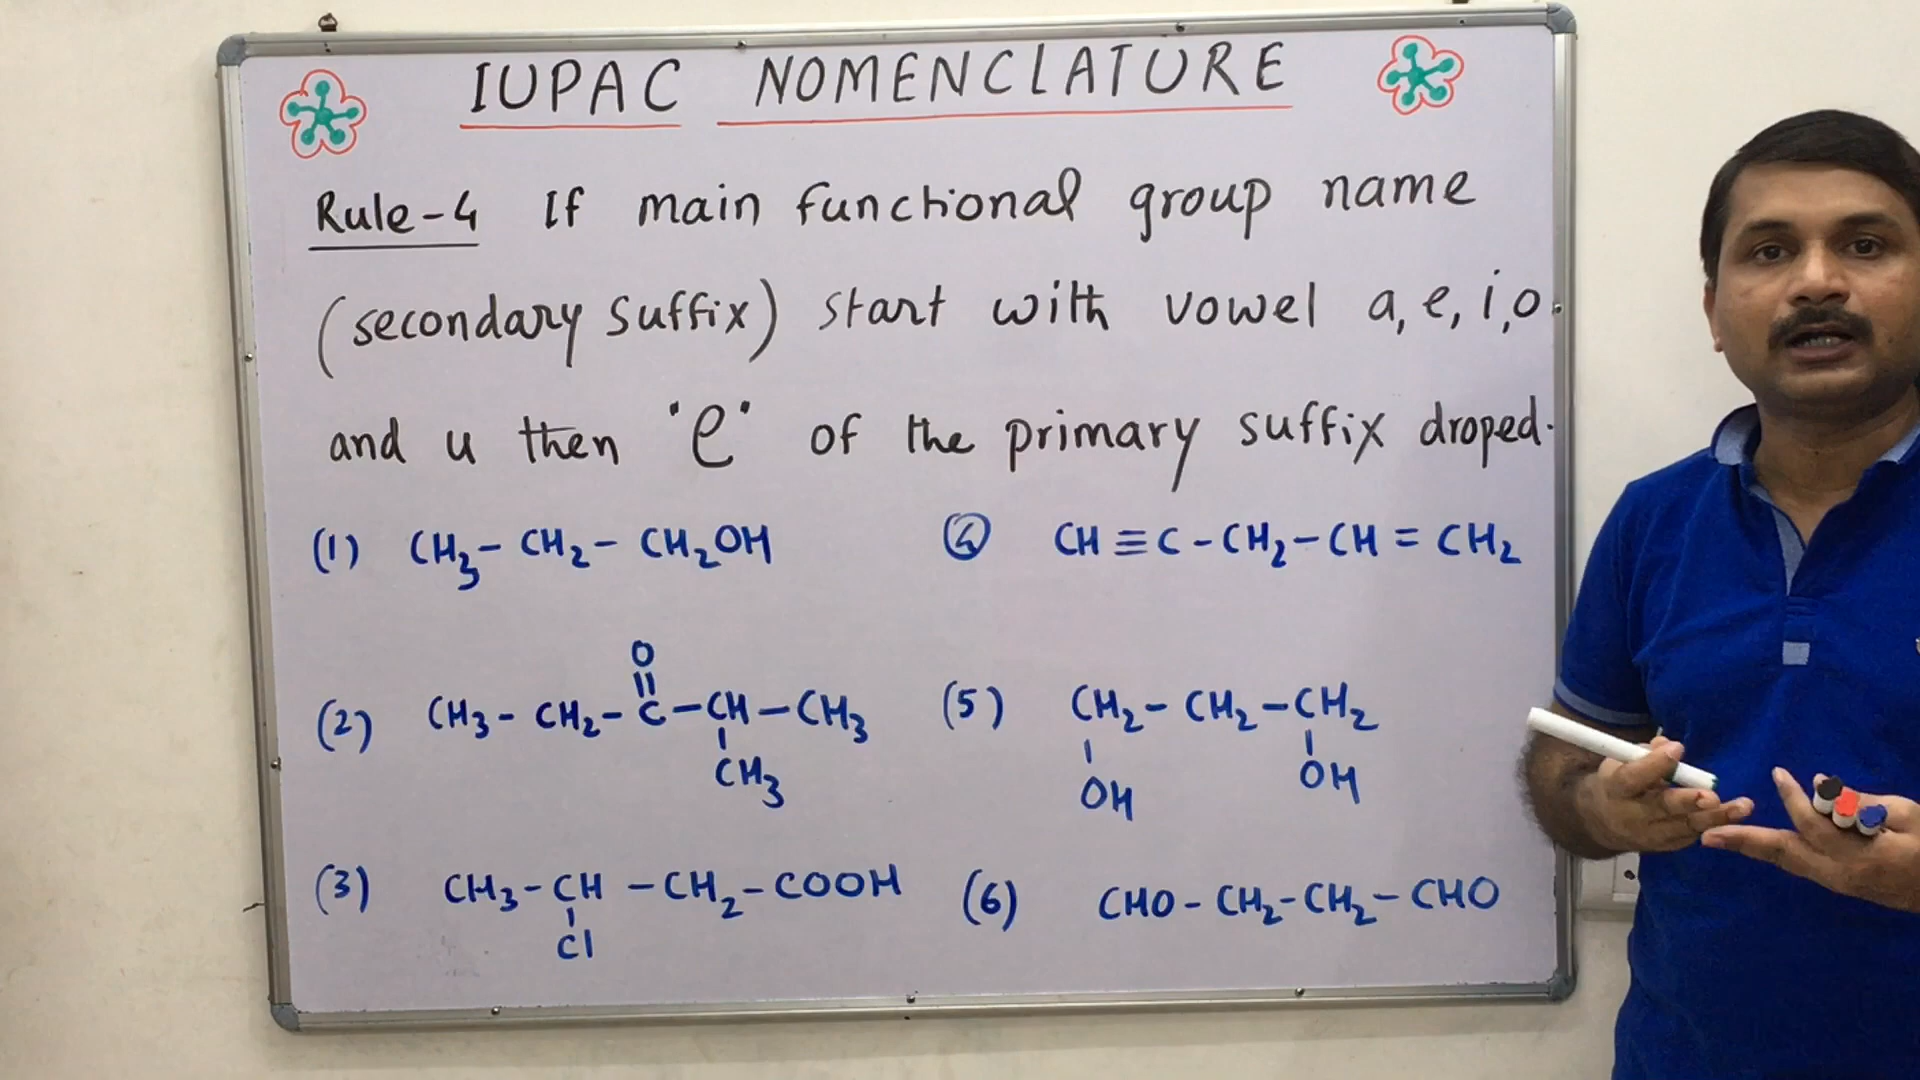 IUPAC NOMENCLATURE
Rule-4 If main functional group name
(secondary suffix) start with vowel a, e, i, o
and u then "e" of the primary suffix droped.
(1) CH₃- CH₂- CH₂OH
(2) CH₃- CH₂- C -CH-CH₃
O
||
|
CH₃
(3) CH₃-CH -CH₂-COOH
|
Cl
④ CH≡C-CH₂-CH=CH₂
(5) CH₂- CH₂-CH₂
| |
OH OH
(6) CHO-CH₂-CH₂-CHO